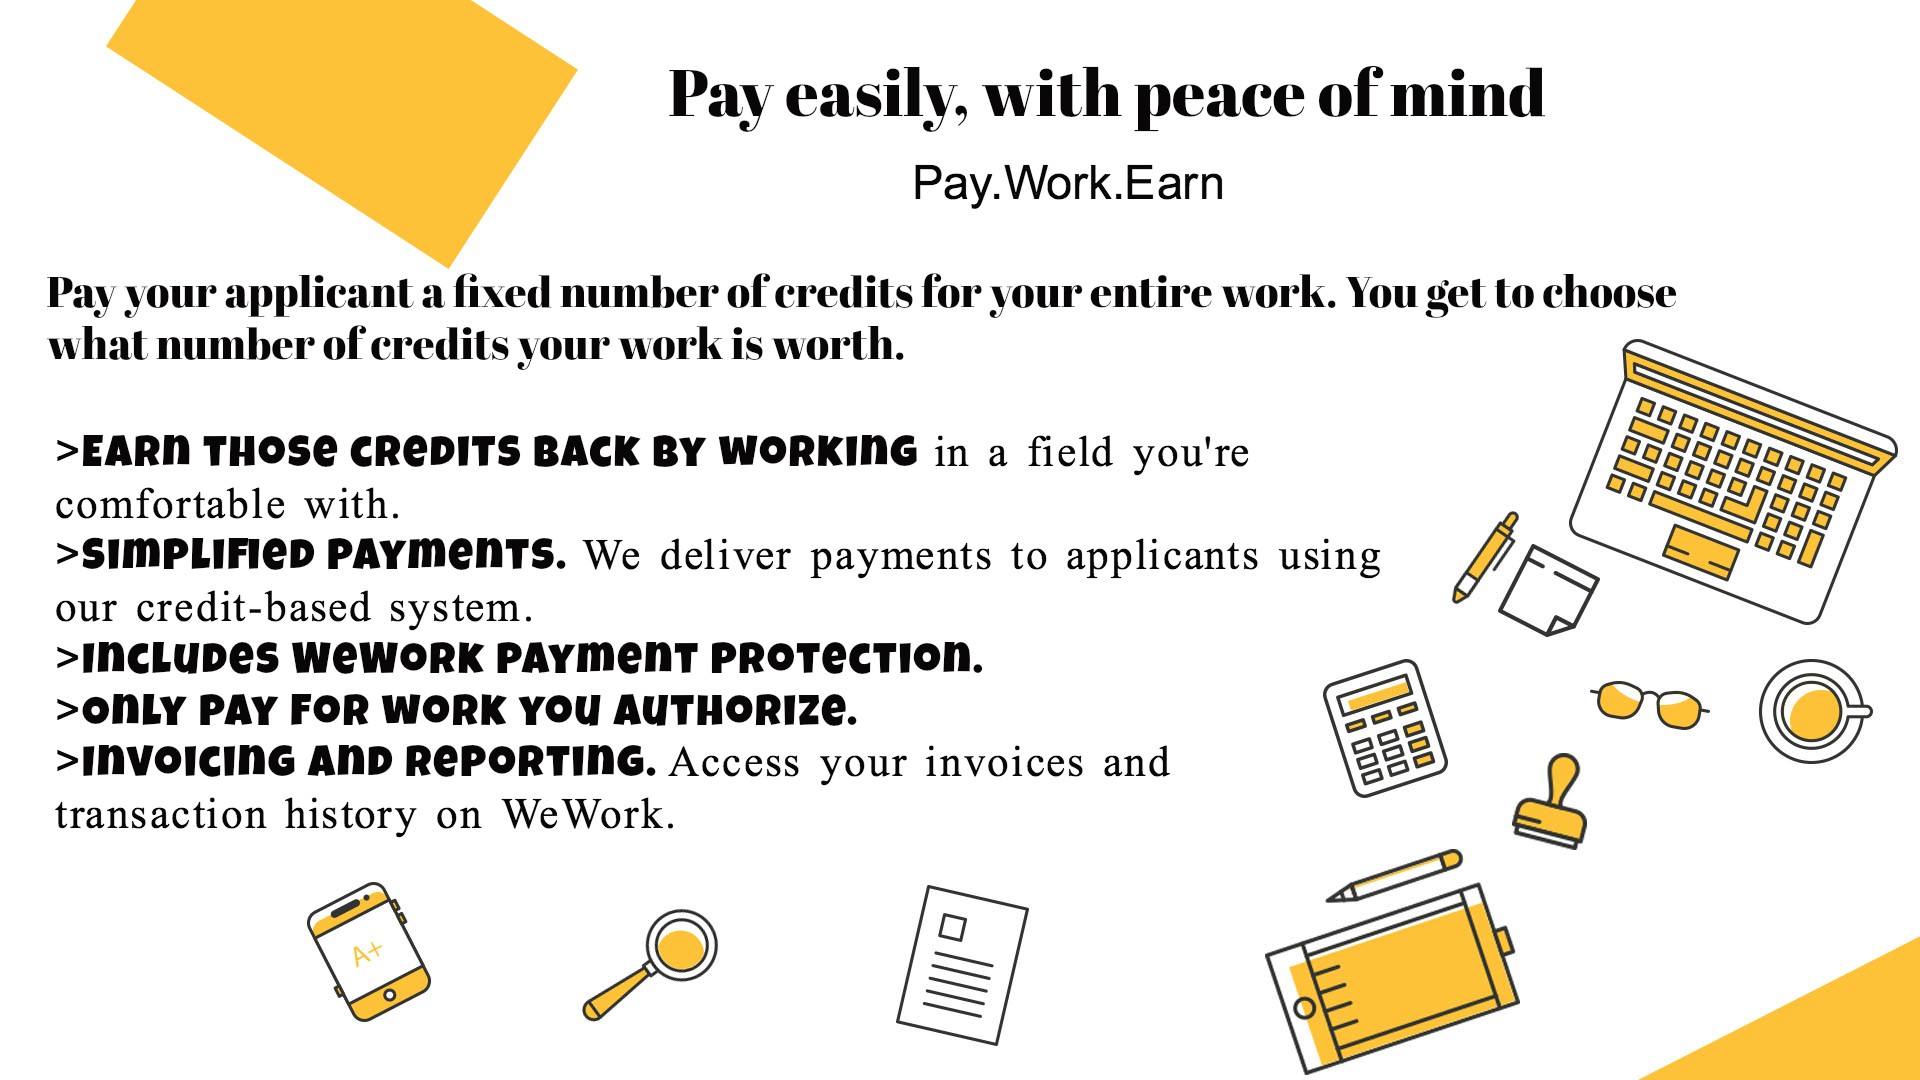 Pay easily, with peace of mind
Pay.Work.Earn
Pay your applicant a fixed number of credits for your entire work. You get to choose
what number of credits your work is worth.
>Earn those credits back by working in a field you're
comfortable with.
>Simplified payments. We deliver payments to applicants using
our credit-based system.
>Includes WeWork Payment Protection.
>Only pay for work you authorize.
>Invoicing and reporting. Access your invoices and
transaction history on WeWork.
A+